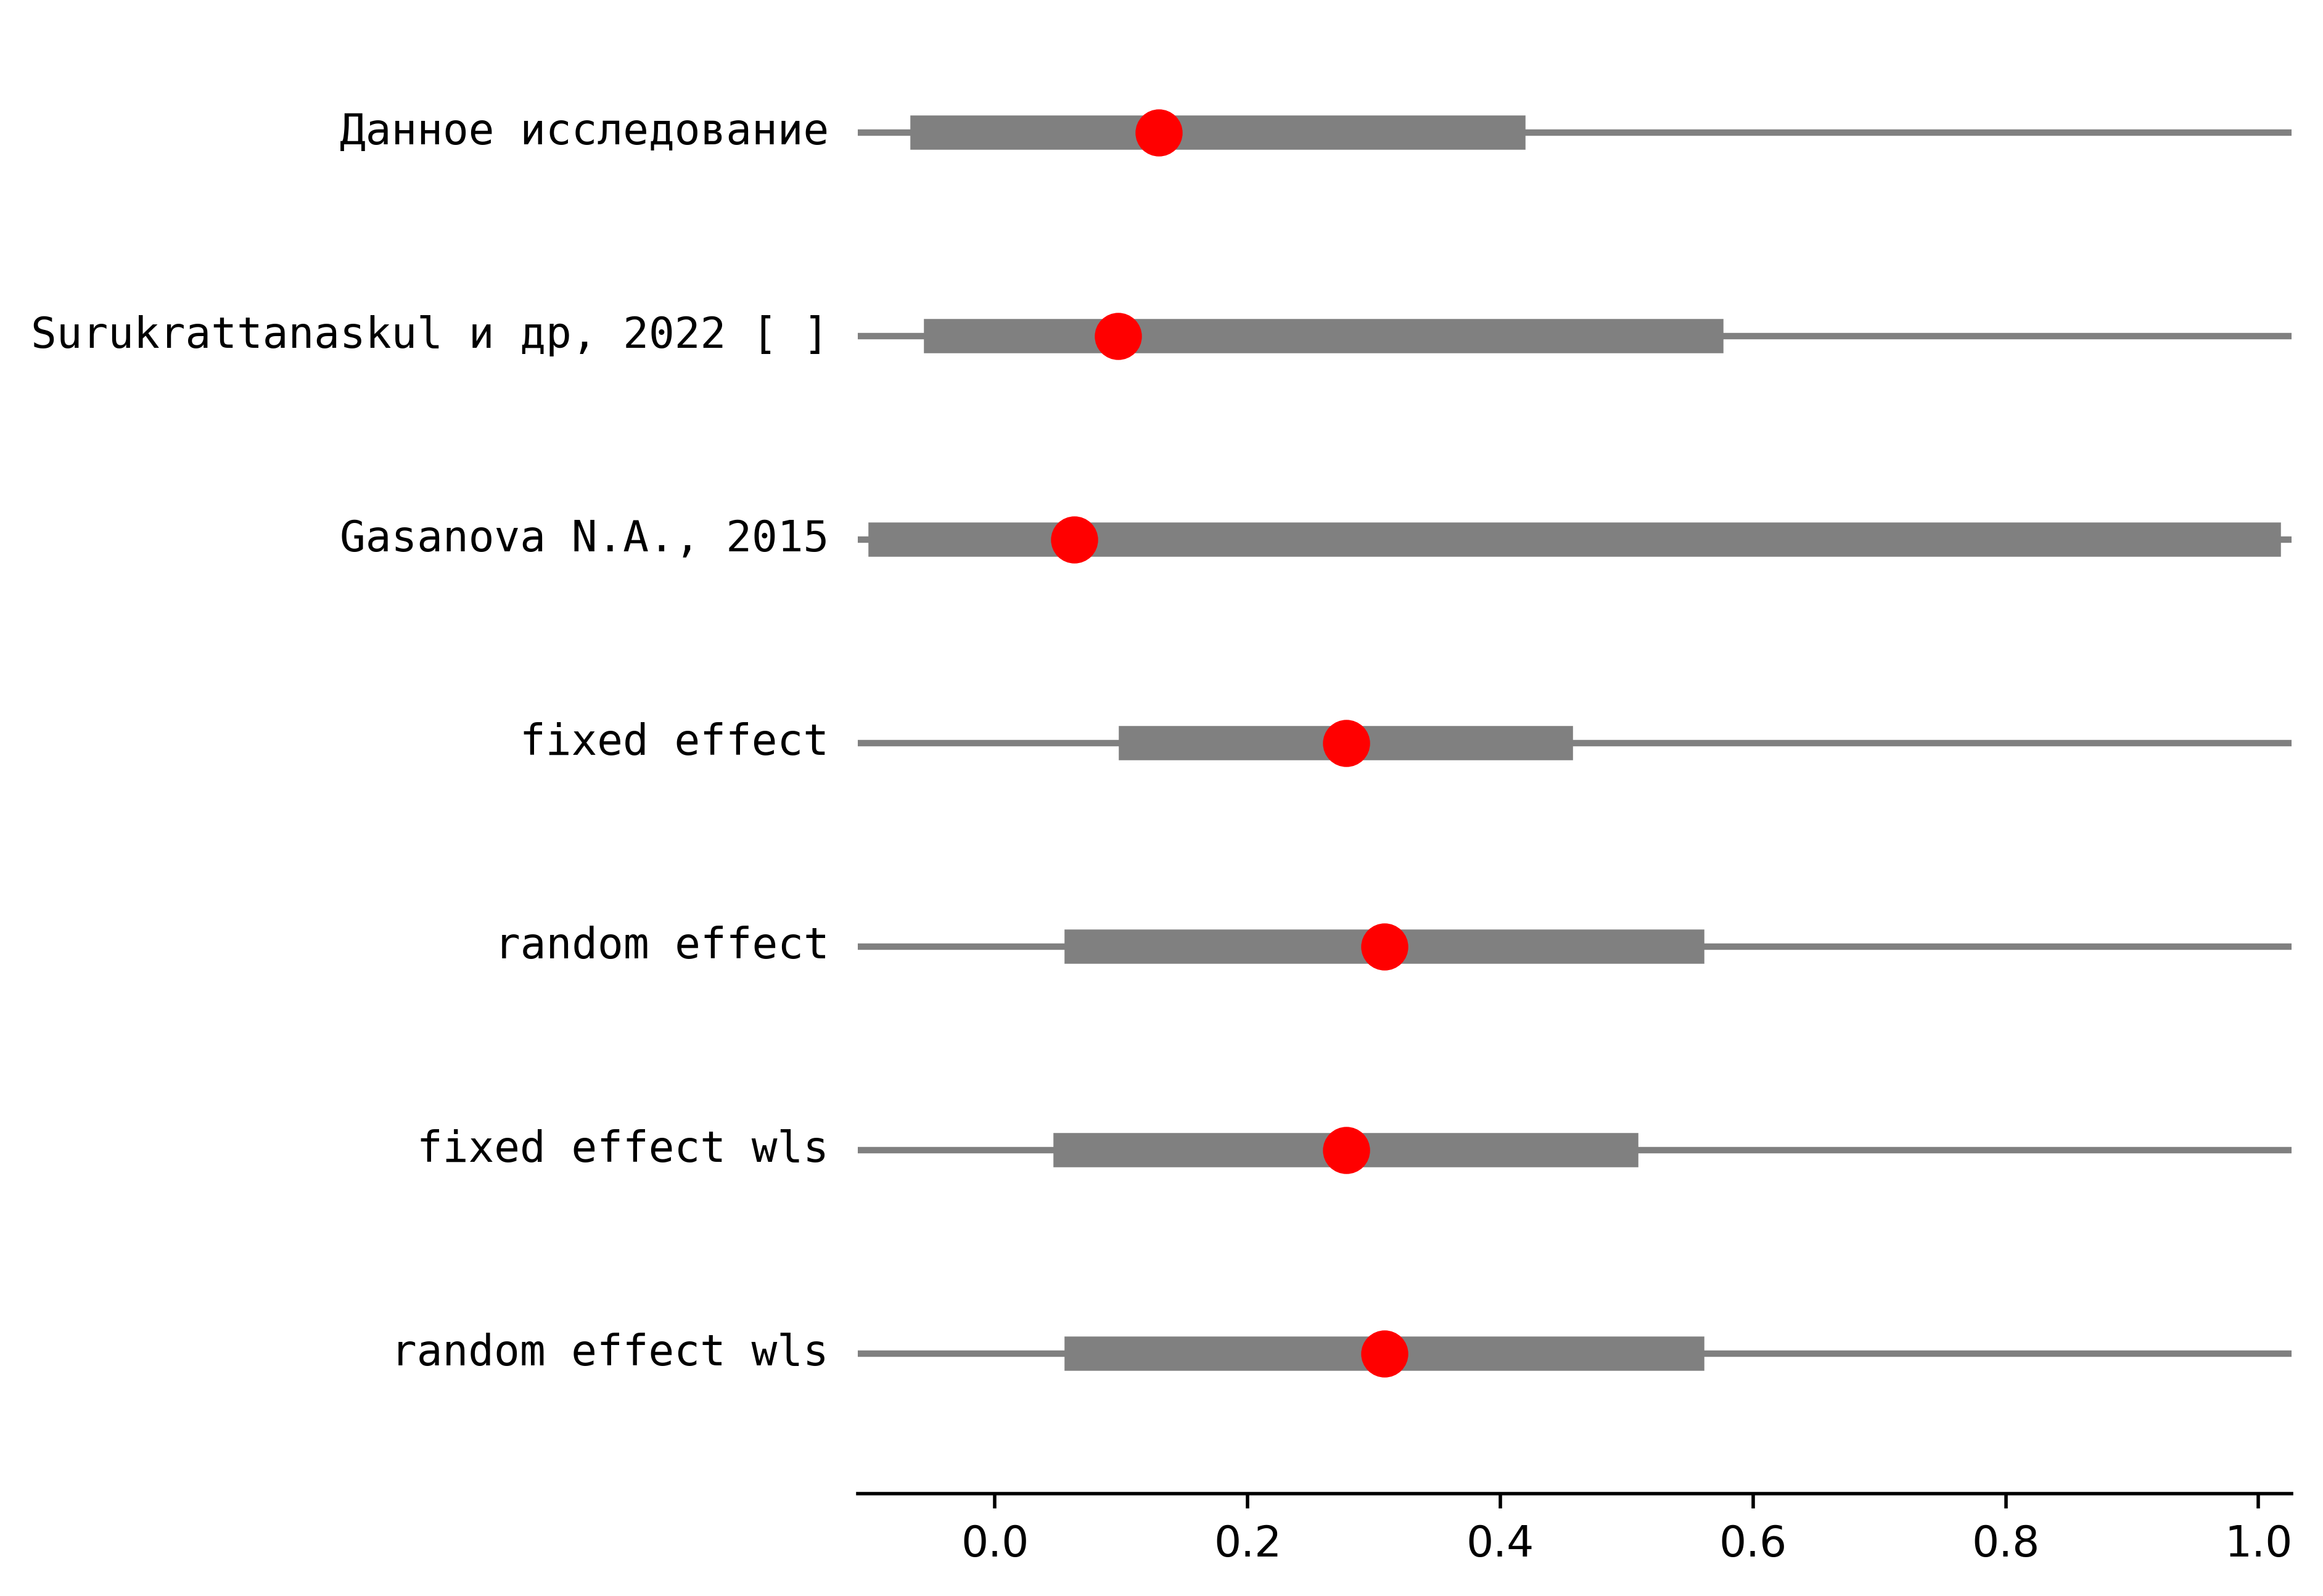 Данное исследование
Surukrattanaskul и др, 2022 [ ]
Gasanova N.A., 2015
fixed effect
random effect
fixed effect wls
random effect wls
0.0 0.2 0.4 0.6 0.8 1.0